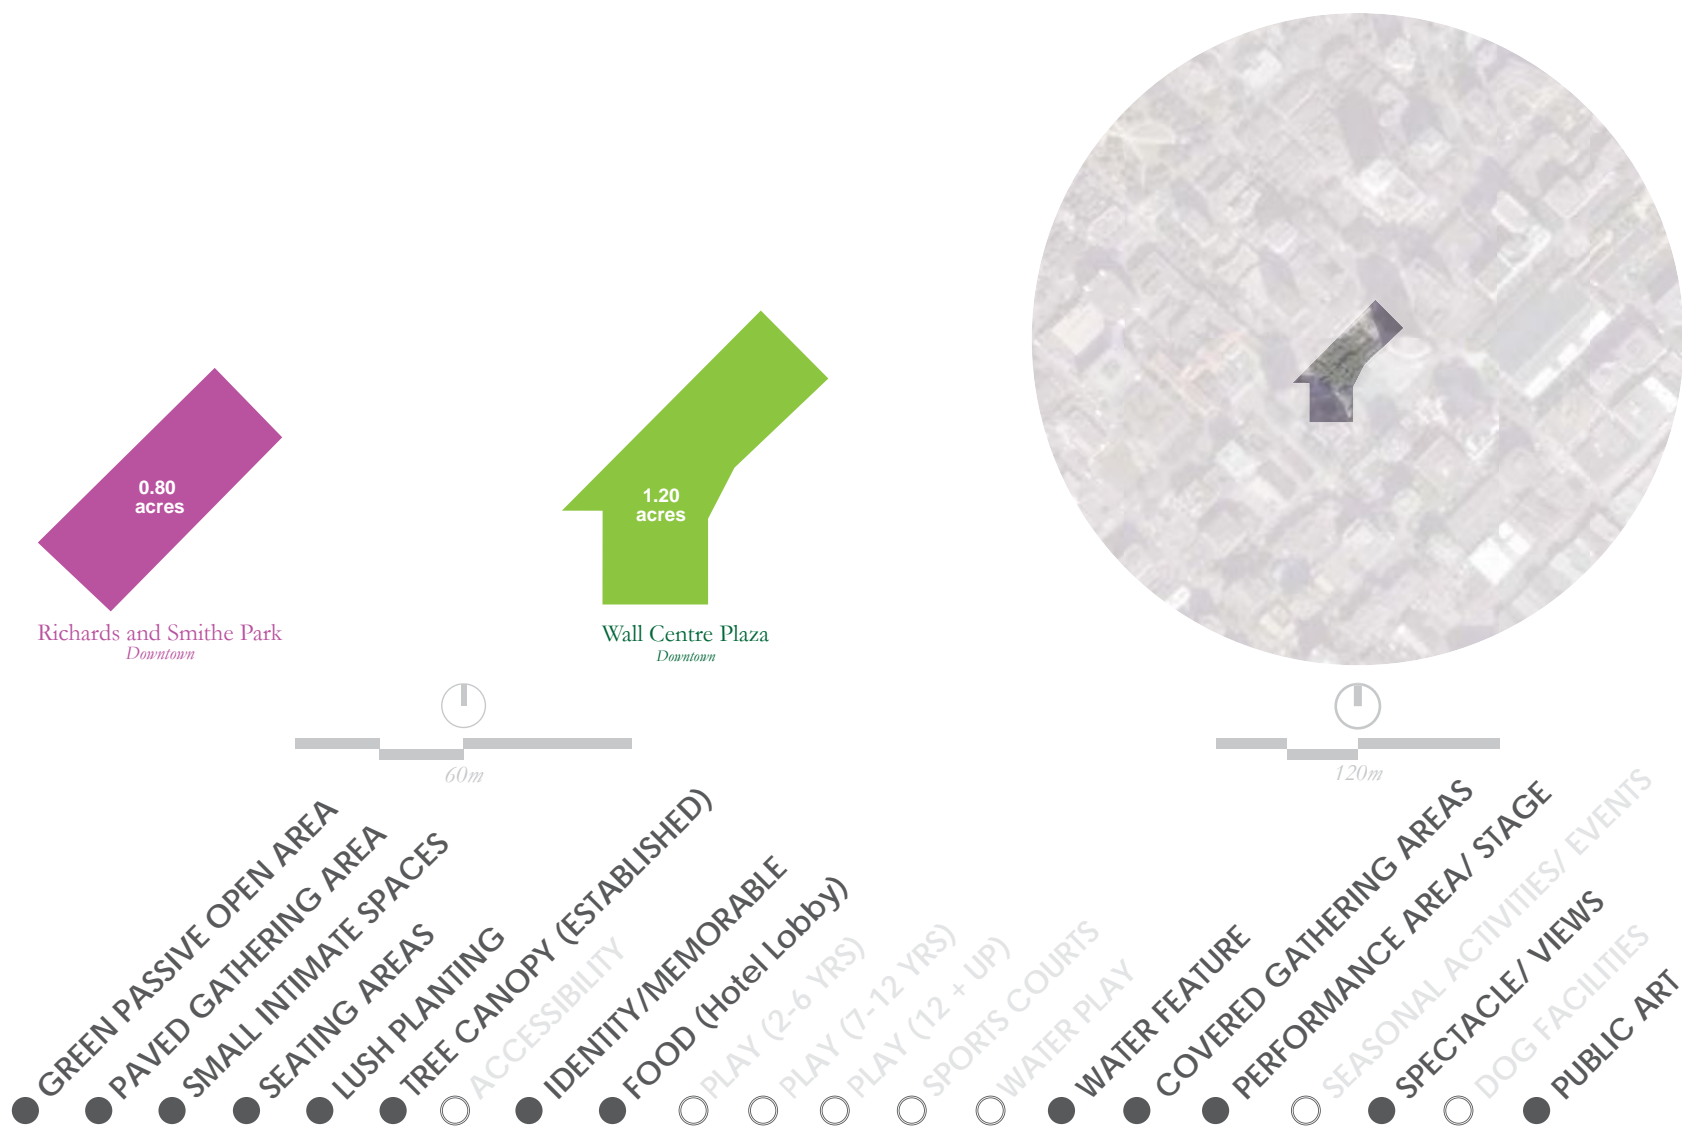 0.80
acres
1.20
acres
Richards and Smithe Park
Downtown
Wall Centre Plaza
Downtown
60m
120m
GREEN PASSIVE OPEN AREA
PAVED GATHERING AREA
SMALL INTIMATE SPACES
SEATING AREAS
LUSH PLANTING
TREE CANOPY (ESTABLISHED)
ACCESSIBILITY
IDENTITY/MEMORABLE
FOOD (Hotel Lobby)
PLAY (2-6 YRS)
PLAY (7-12 YRS)
PLAY (12 + UP)
SPORTS COURTS
WATER PLAY
WATER FEATURE
COVERED GATHERING AREAS
PERFORMANCE AREA/ STAGE
SEASONAL ACTIVITIES/ EVENTS
SPECTACLE/ VIEWS
DOG FACILITIES
PUBLIC ART